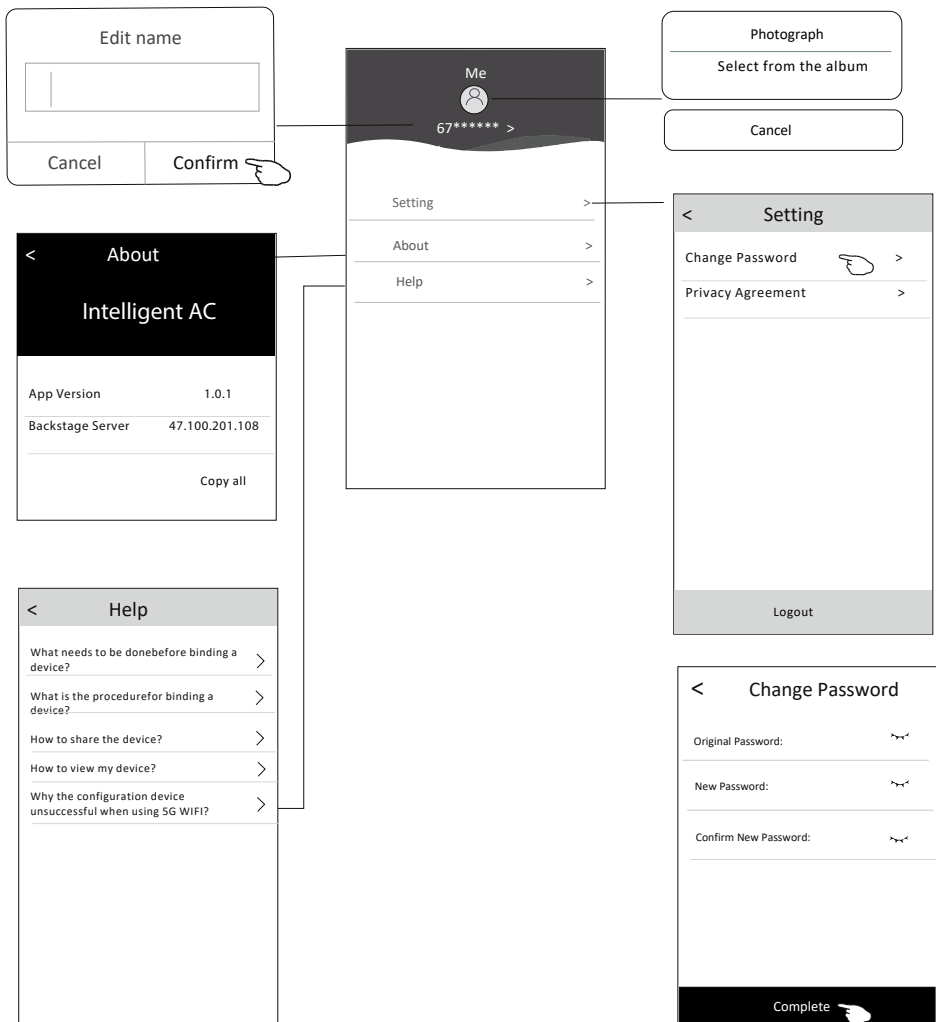 Edit name
Cancel
Confirm
Me
67****** >
Photograph
Select from the album
Cancel
Setting >
About >
Help >
< Setting
Change Password >
Privacy Agreement >
Logout
< About
Intelligent AC
App Version 1.0.1
Backstage Server 47.100.201.108
Copy all
< Help
What needs to be donebefore binding a
device?
What is the procedurefor binding a
device?
How to share the device?
How to view my device?
Why the configuration device
unsuccessful when using 5G WIFI?
< Change Password
Original Password:
New Password:
Confirm New Password:
Complete